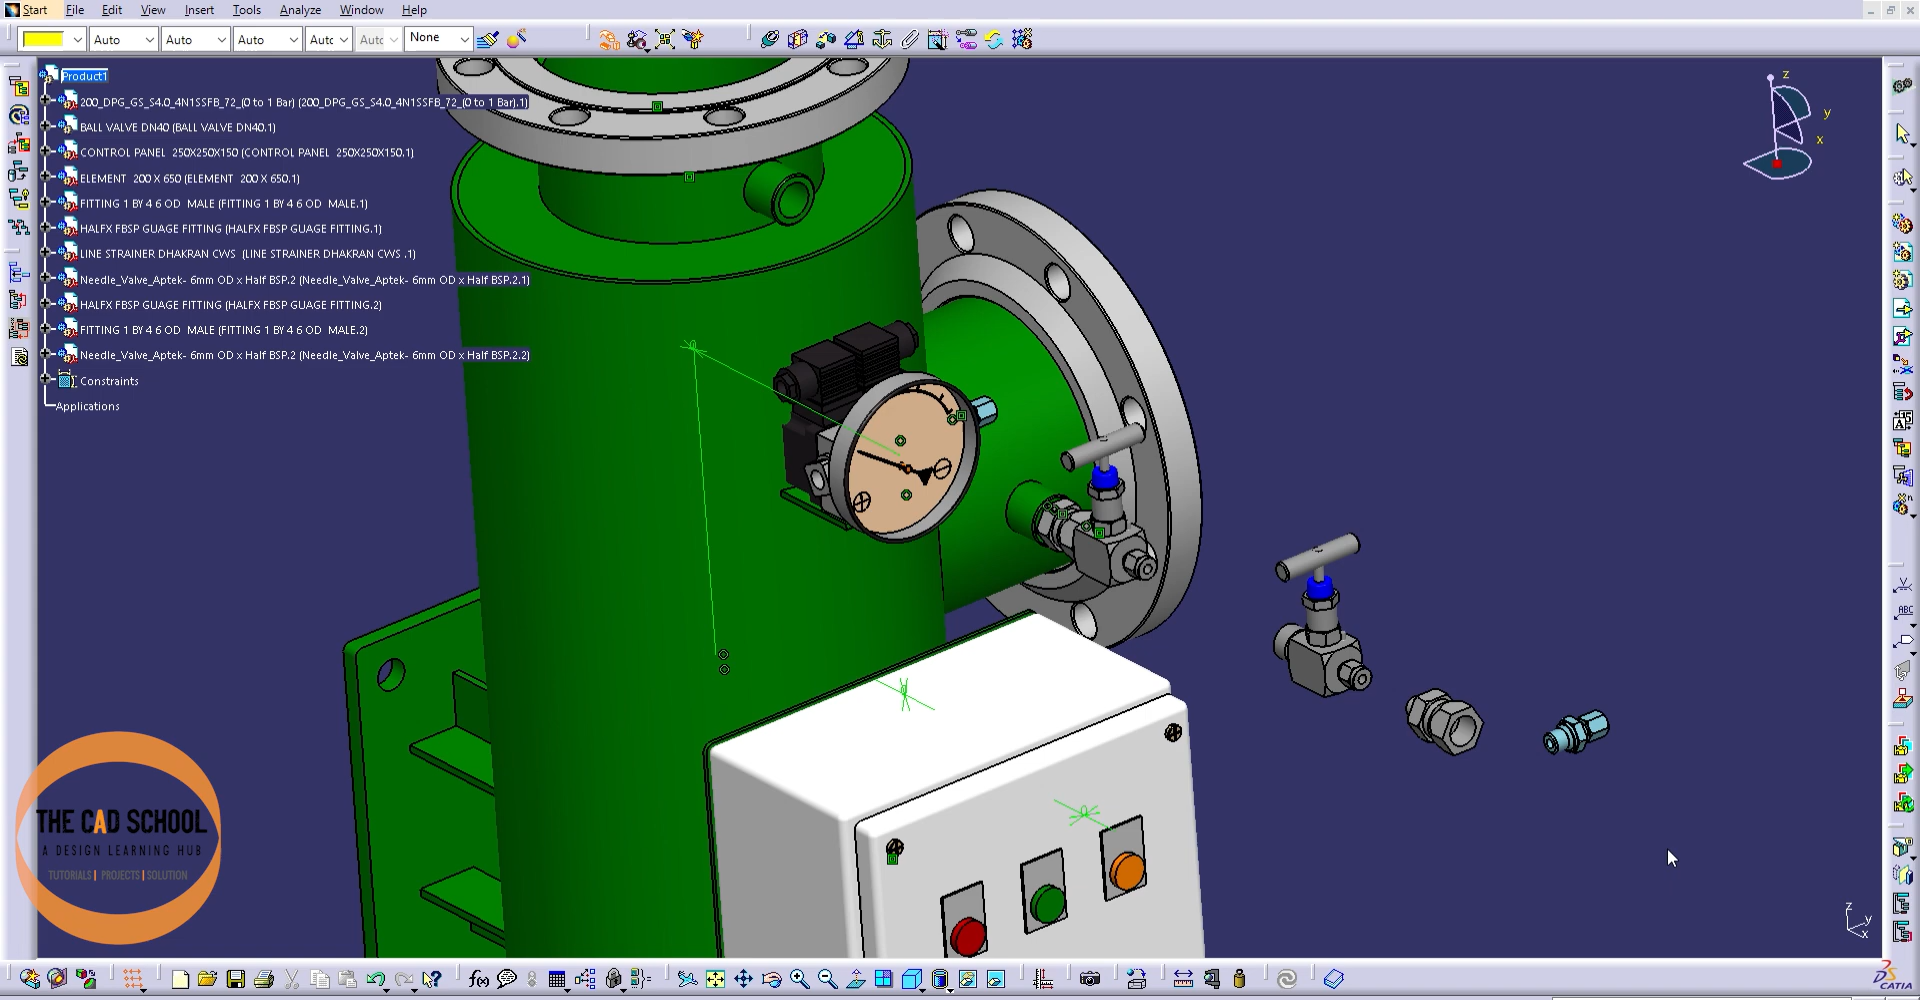 Start File Edit View Insert Tools Analyze Window Help
Auto Auto Auto Auto Auto None
Product1
200_DPG_GS_S4.0_4N1SSFB_72_(0 to 1 Bar) (200_DPG_GS_S4.0_4N1SSFB_72_(0 to 1 Bar).1)
BALL VALVE DN40 (BALL VALVE DN40.1)
CONTROL PANEL 250X250X150 (CONTROL PANEL 250X250X150.1)
ELEMENT 200 X 650 (ELEMENT 200 X 650.1)
FITTING 1 BY 4 6 OD MALE (FITTING 1 BY 4 6 OD MALE.1)
HALFX FBSP GUAGE FITTING (HALFX FBSP GUAGE FITTING.1)
LINE STRAINER DHAKRAN CWS (LINE STRAINER DHAKRAN CWS .1)
Needle_Valve_Aptek- 6mm OD x Half BSP.2 (Needle_Valve_Aptek- 6mm OD x Half BSP.2.1)
HALFX FBSP GUAGE FITTING (HALFX FBSP GUAGE FITTING.2)
FITTING 1 BY 4 6 OD MALE (FITTING 1 BY 4 6 OD MALE.2)
Needle_Valve_Aptek- 6mm OD x Half BSP.2 (Needle_Valve_Aptek- 6mm OD x Half BSP.2.2)
Constraints
Applications
z
y
x
ABC
THE CAD SCHOOL
A DESIGN LEARNING HUB
TUTORIALS | PROJECTS | SOLUTION
z
y
x
f(x)
CATIA